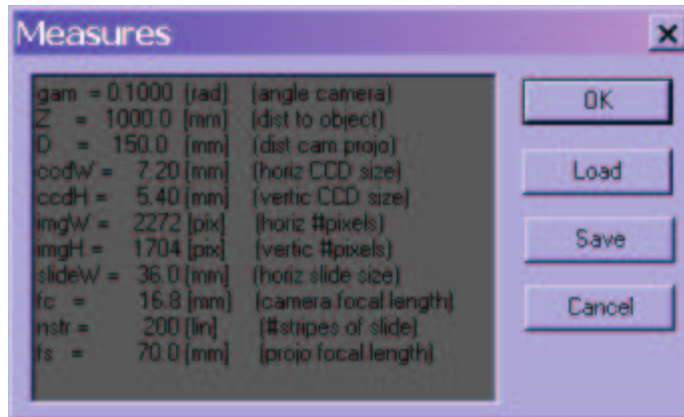 Measures
gam = 0.1000 [rad] (angle camera)
Z = 1000.0 [mm] (dist to object)
D = 150.0 [mm] (dist cam projo)
ccdW = 7.20 [mm] (horiz CCD size)
ccdH = 5.40 [mm] (vertic CCD size)
imgW = 2272 [pix] (horiz #pixels)
imgH = 1704 [pix] (vertic #pixels)
slideW = 36.0 [mm] (horiz slide size)
fc = 16.8 [mm] (camera focal length)
nstr = 200 [lin] (#stripes of slide)
fs = 70.0 [mm] (projo focal length)
OK
Load
Save
Cancel